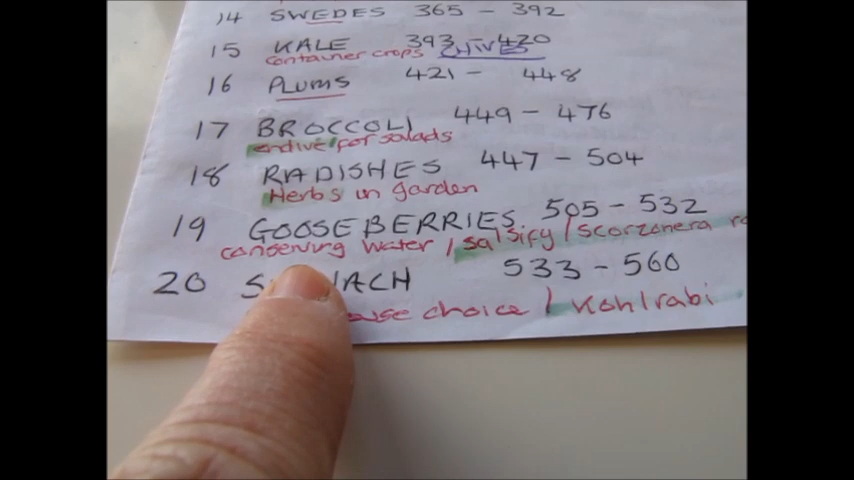 14 SWEDES 365 - 392
15 KALE 393 - 420
container crops CHIVES
16 PLUMS 421 - 448
17 BROCCOLI 449 - 476
endive for salads
18 RADISHES 447 - 504
Herbs in garden
19 GOOSEBERRIES 505 - 532
conserving water / salsify / scorzonera
20 533 - 560
choice / Kohlrabi